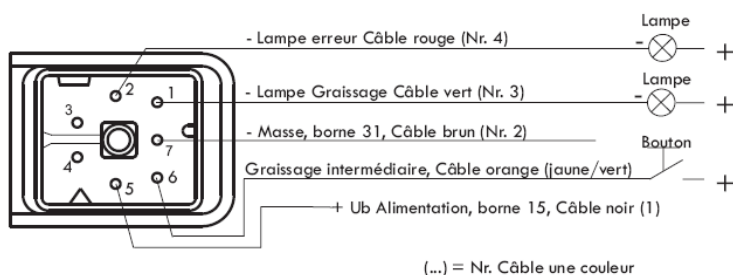 Lampe
- Lampe erreur Câble rouge (Nr. 4)
- +
Lampe
- Lampe Graissage Câble vert (Nr. 3)
- +
- Masse, borne 31, Câble brun (Nr. 2)
Bouton
Graissage intermédiaire, Câble orange (jaune/vert)
+
+ Ub Alimentation, borne 15, Câble noir (1)
(...) = Nr. Câble une couleur
2
1
3
7
4
6
5